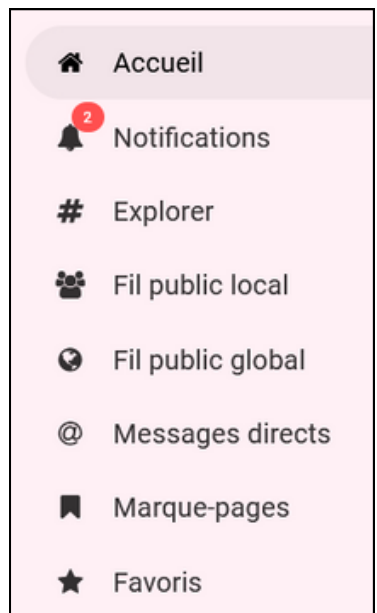 Accueil
2
Notifications
# Explorer
Fil public local
Fil public global
@ Messages directs
Marque-pages
Favoris